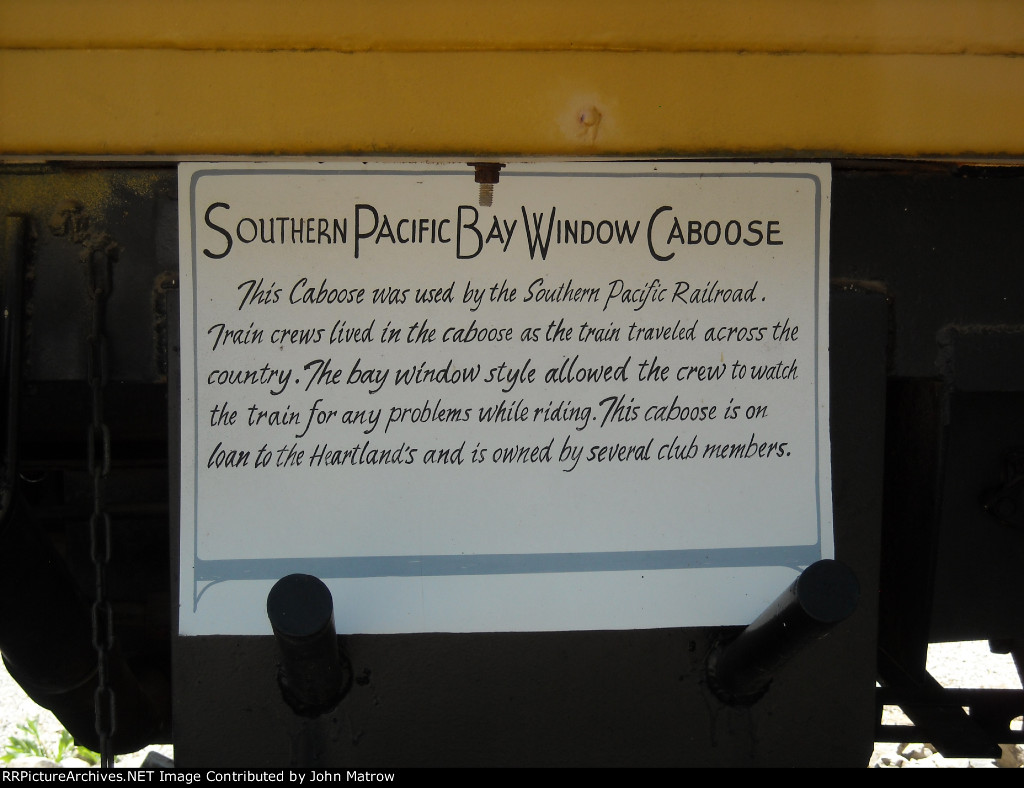 Southern Pacific Bay Window Caboose
This Caboose was used by the Southern Pacific Railroad.
Train crews lived in the caboose as the train traveled across the
country. The bay window style allowed the crew to watch
the train for any problems while riding. This caboose is on
loan to the Heartland's and is owned by several club members.
©RRPictureArchives.NET Image Contributed by John Matrow